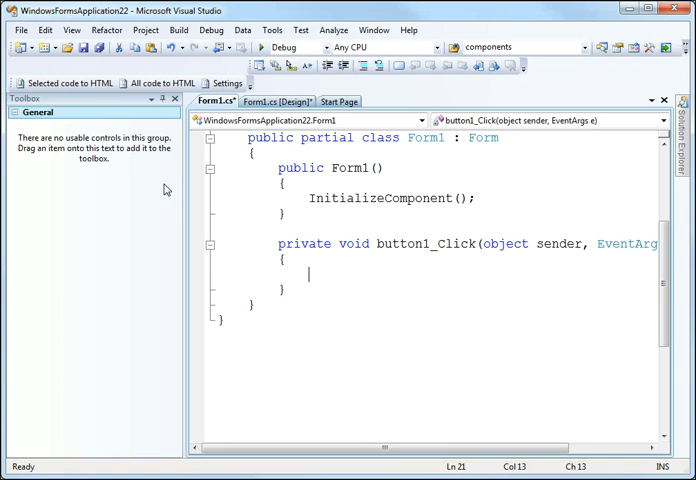 WindowsFormsApplication22 - Microsoft Visual Studio
File Edit View Refactor Project Build Debug Data Tools Test Analyze Window Help
Debug Any CPU components
Selected code to HTML All code to HTML Settings
Toolbox
General
There are no usable controls in this group.
Drag an item onto this text to add it to the
toolbox.
Form1.cs* Form1.cs [Design]* Start Page
WindowsFormsApplication22.Form1 button1_Click(object sender, EventArgs e)
public partial class Form1 : Form
{
public Form1()
{
InitializeComponent();
}
private void button1_Click(object sender, EventArg
{
}
}
}
Solution Explorer
Ready Ln 21 Col 13 Ch 13 INS